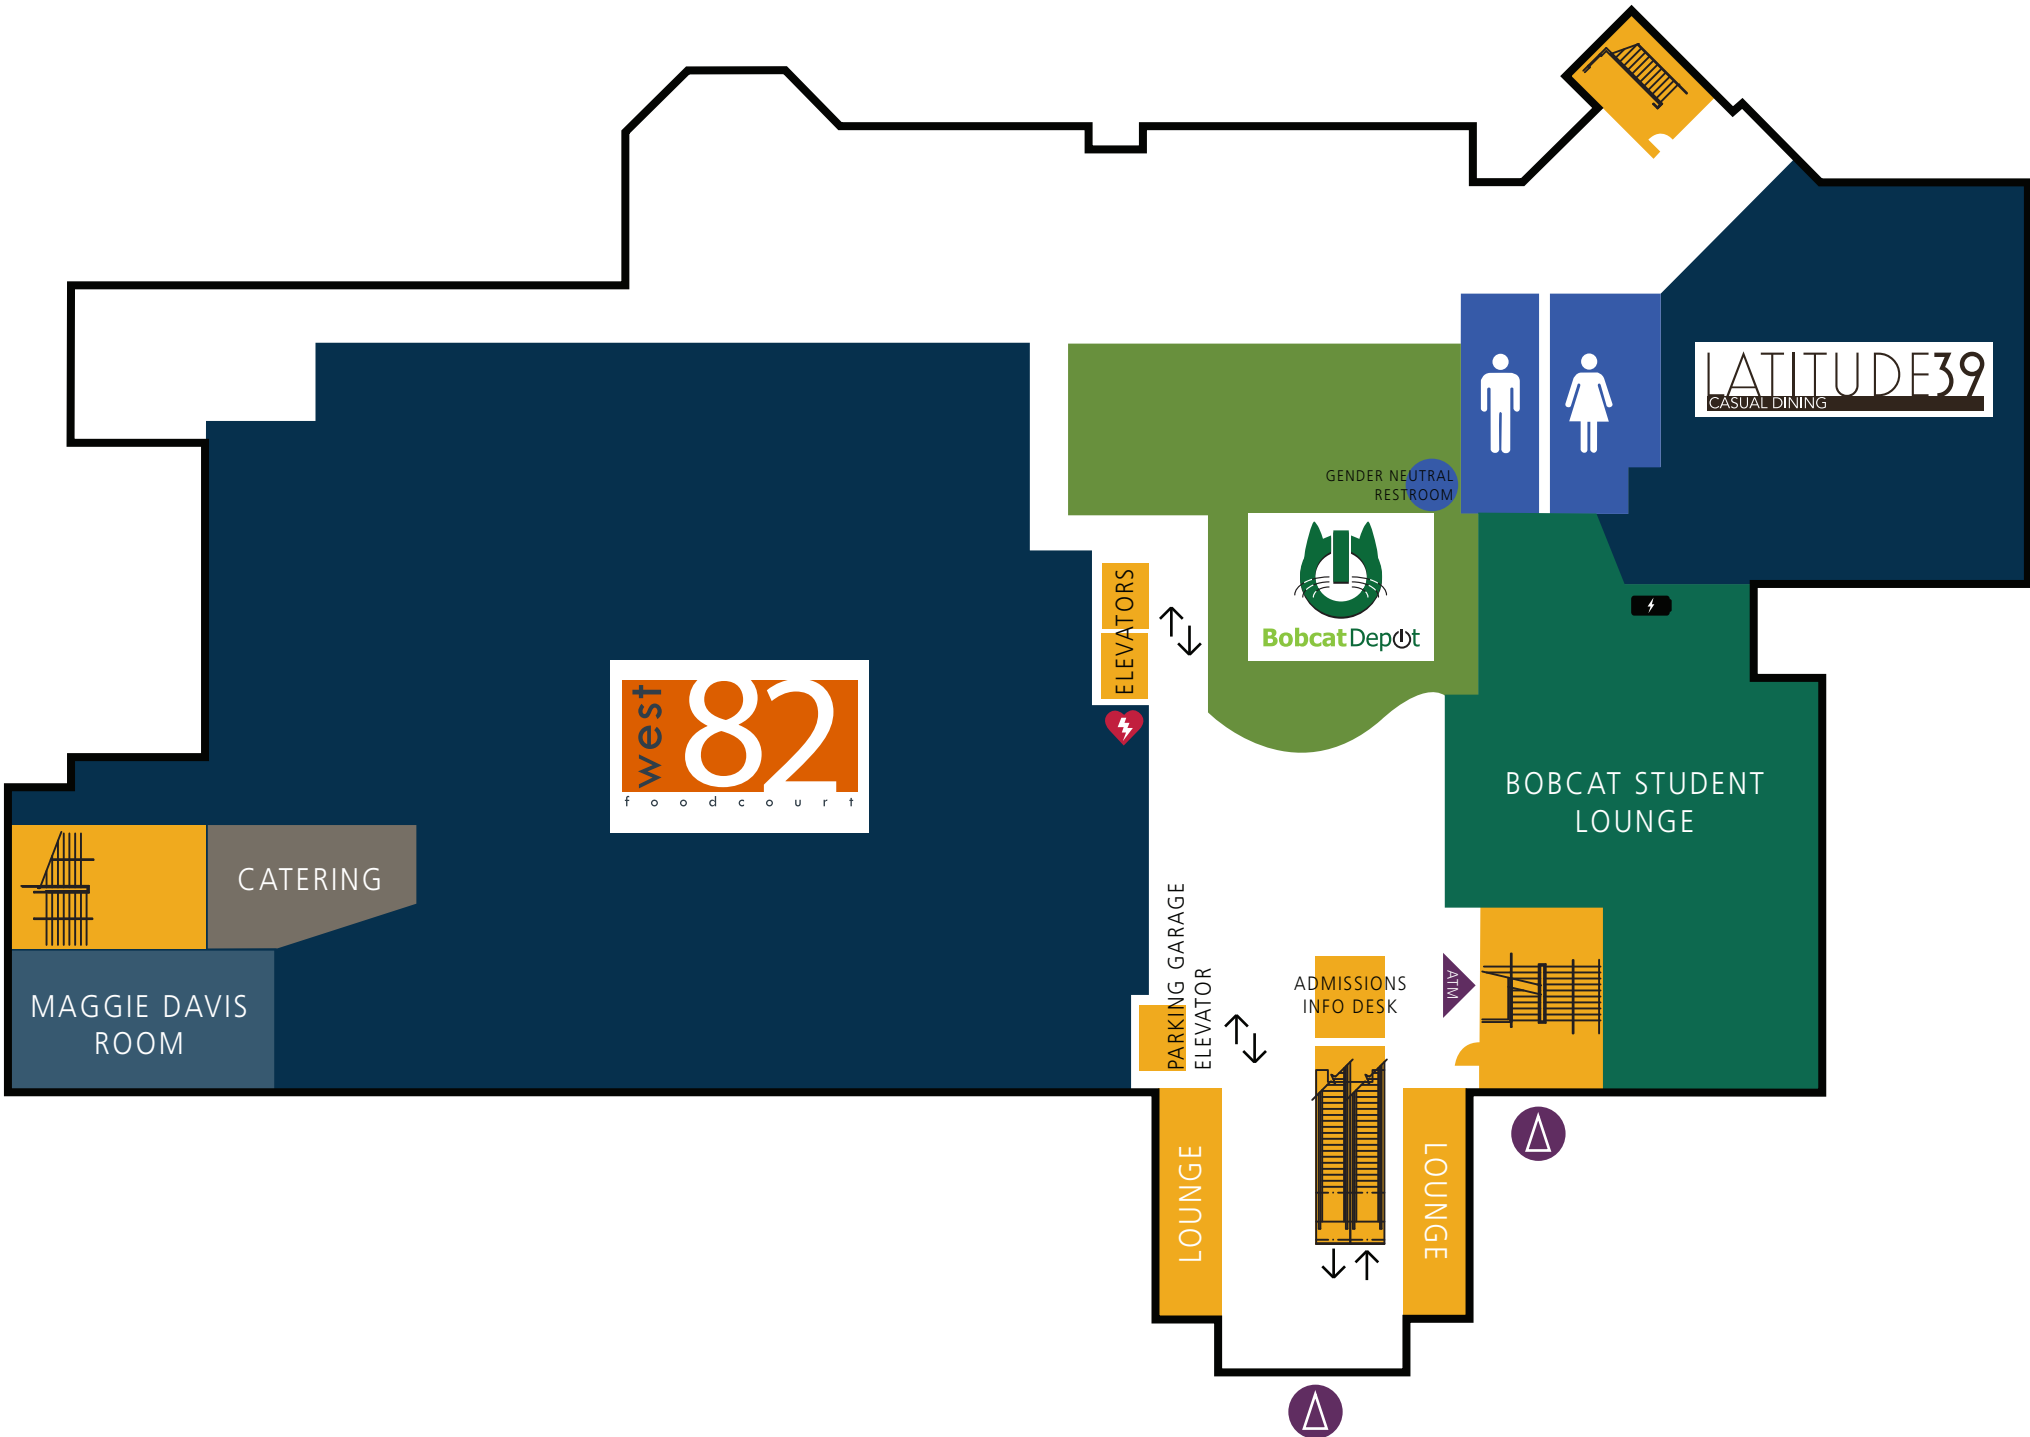 LATITUDE39
CASUAL DINING
GENDER NEUTRAL
RESTROOM
BobcatDepot
ELEVATORS
west
82
foodcourt
BOBCAT STUDENT
LOUNGE
CATERING
MAGGIE DAVIS
ROOM
PARKING GARAGE
ELEVATOR
ADMISSIONS
INFO DESK
ATM
LOUNGE
LOUNGE